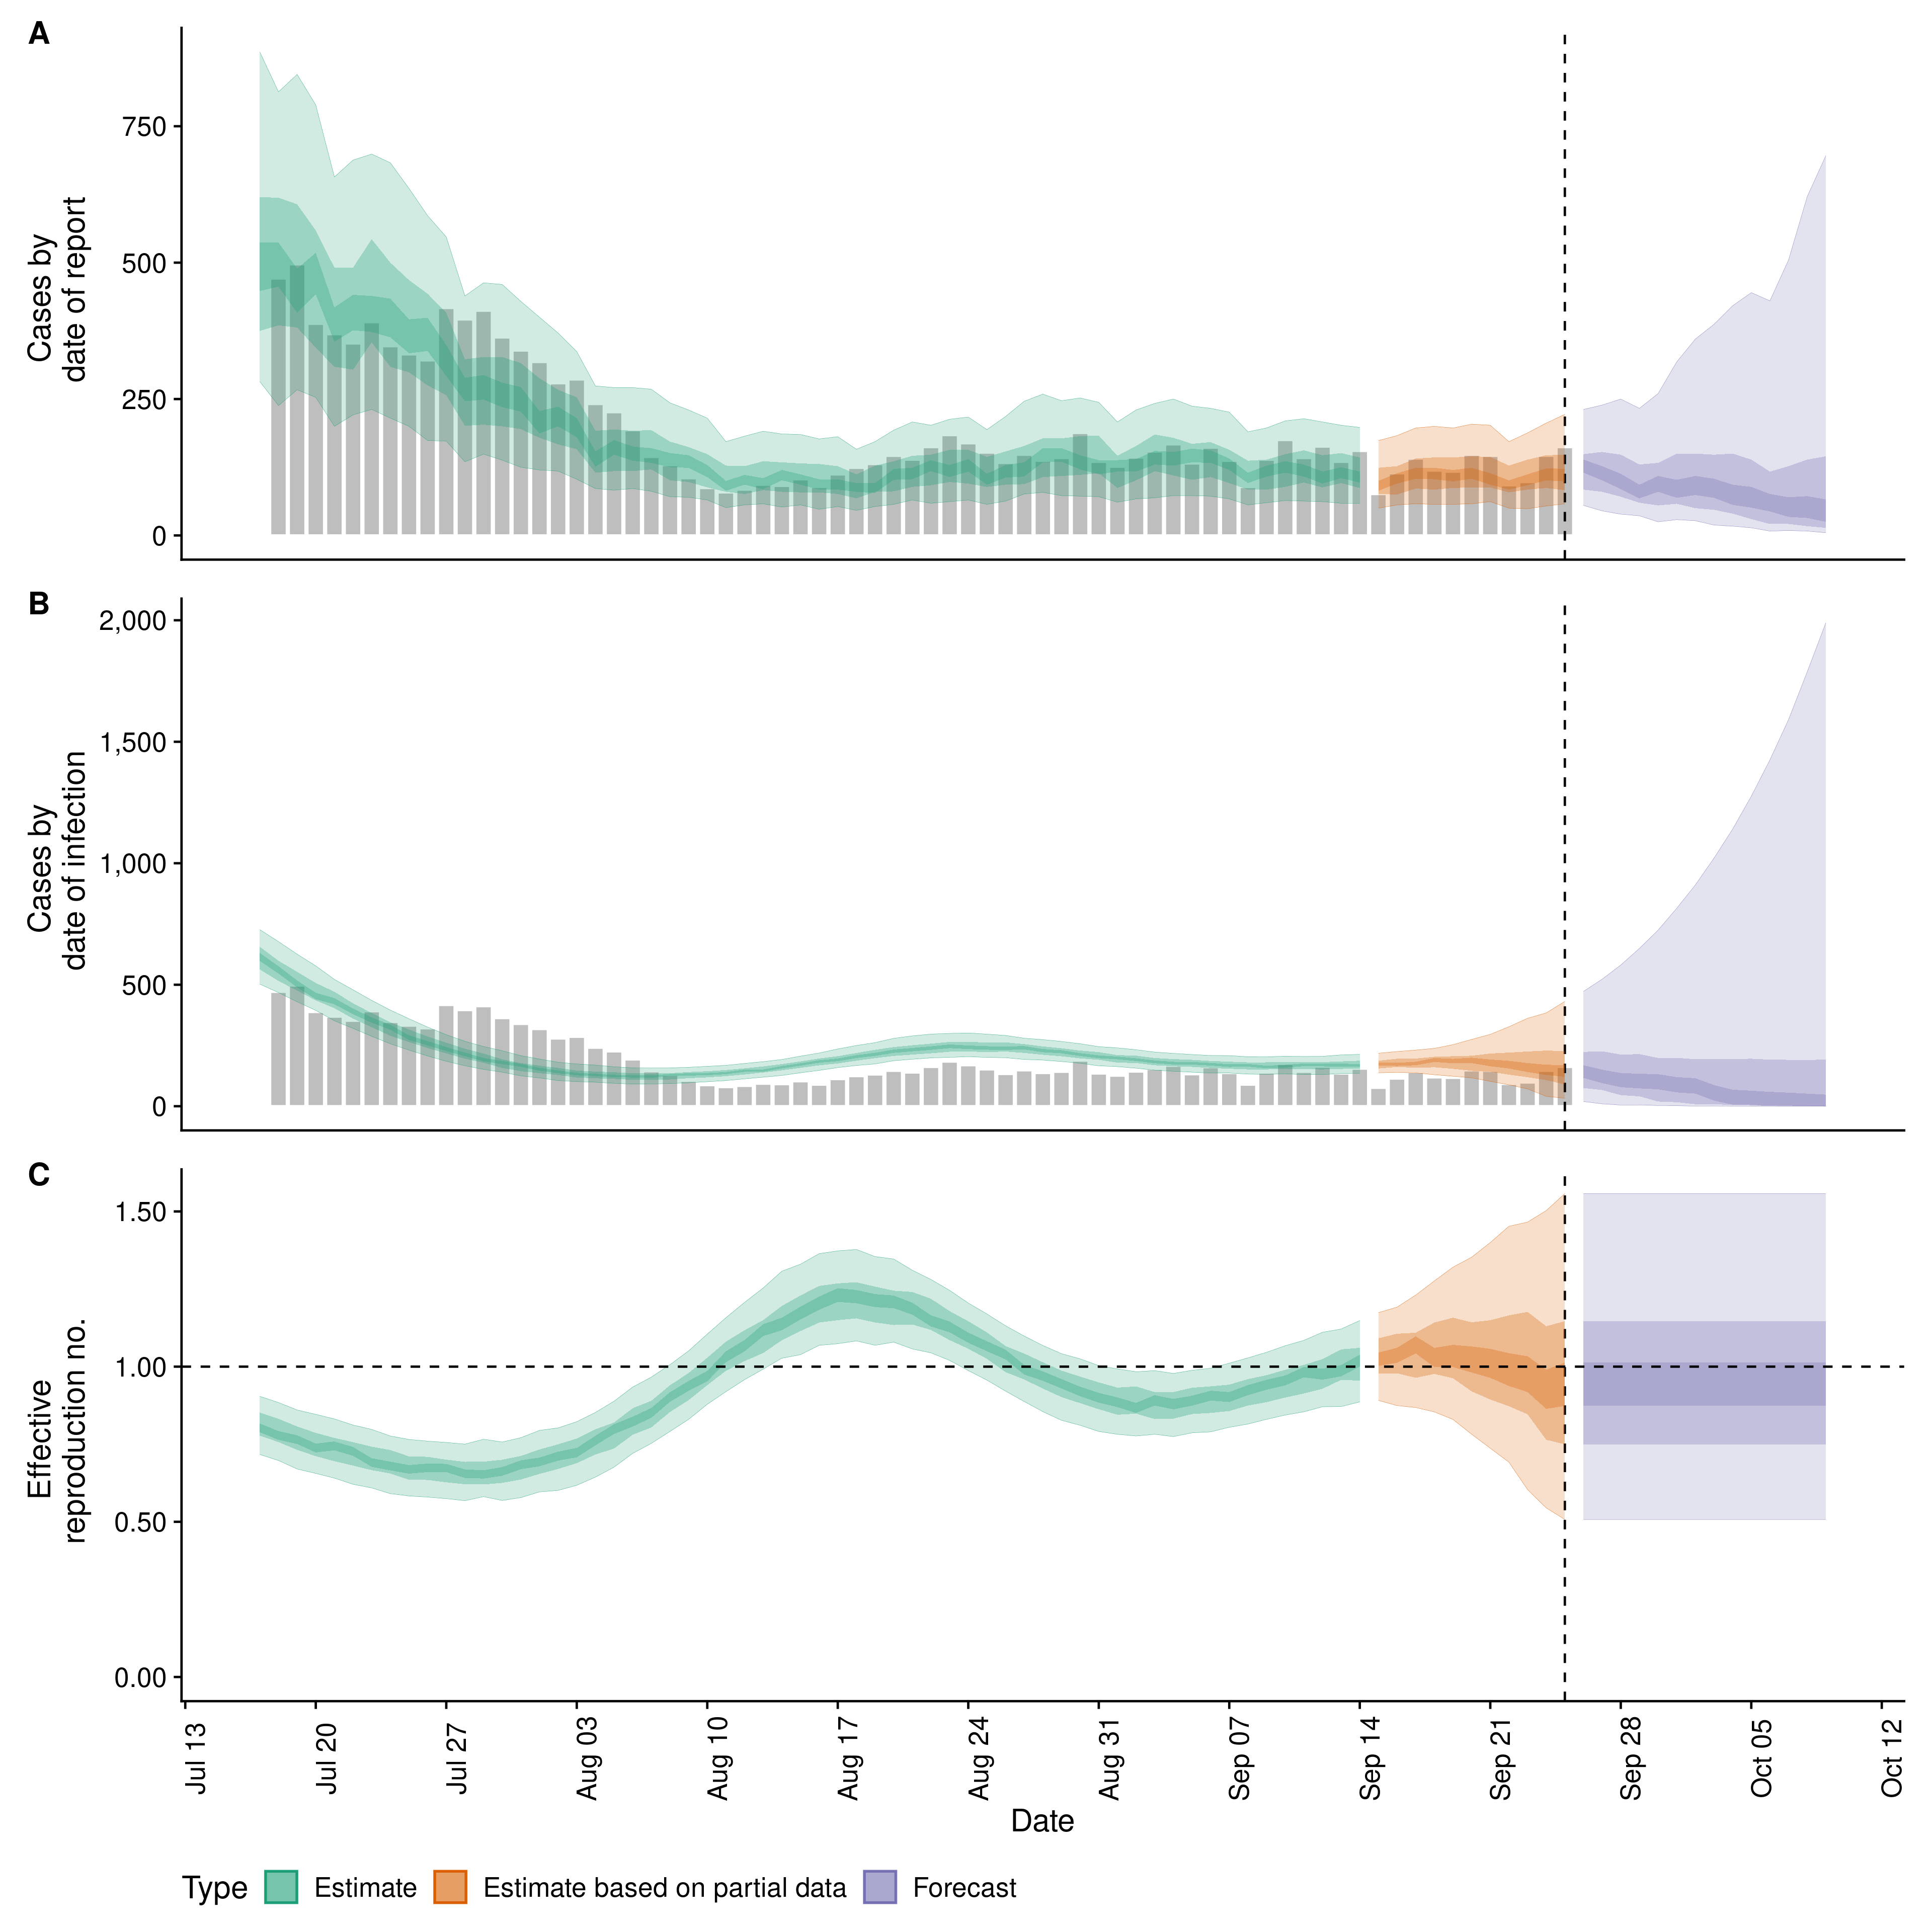 A
Cases by
date of report
750
500
250
0
B
Cases by
date of infection
2,000
1,500
1,000
500
0
C
Effective
reproduction no.
1.50
1.00
0.50
0.00
Jul 13
Jul 20
Jul 27
Aug 03
Aug 10
Aug 17
Aug 24
Aug 31
Sep 07
Sep 14
Sep 21
Sep 28
Oct 05
Oct 12
Date
Type
Estimate
Estimate based on partial data
Forecast